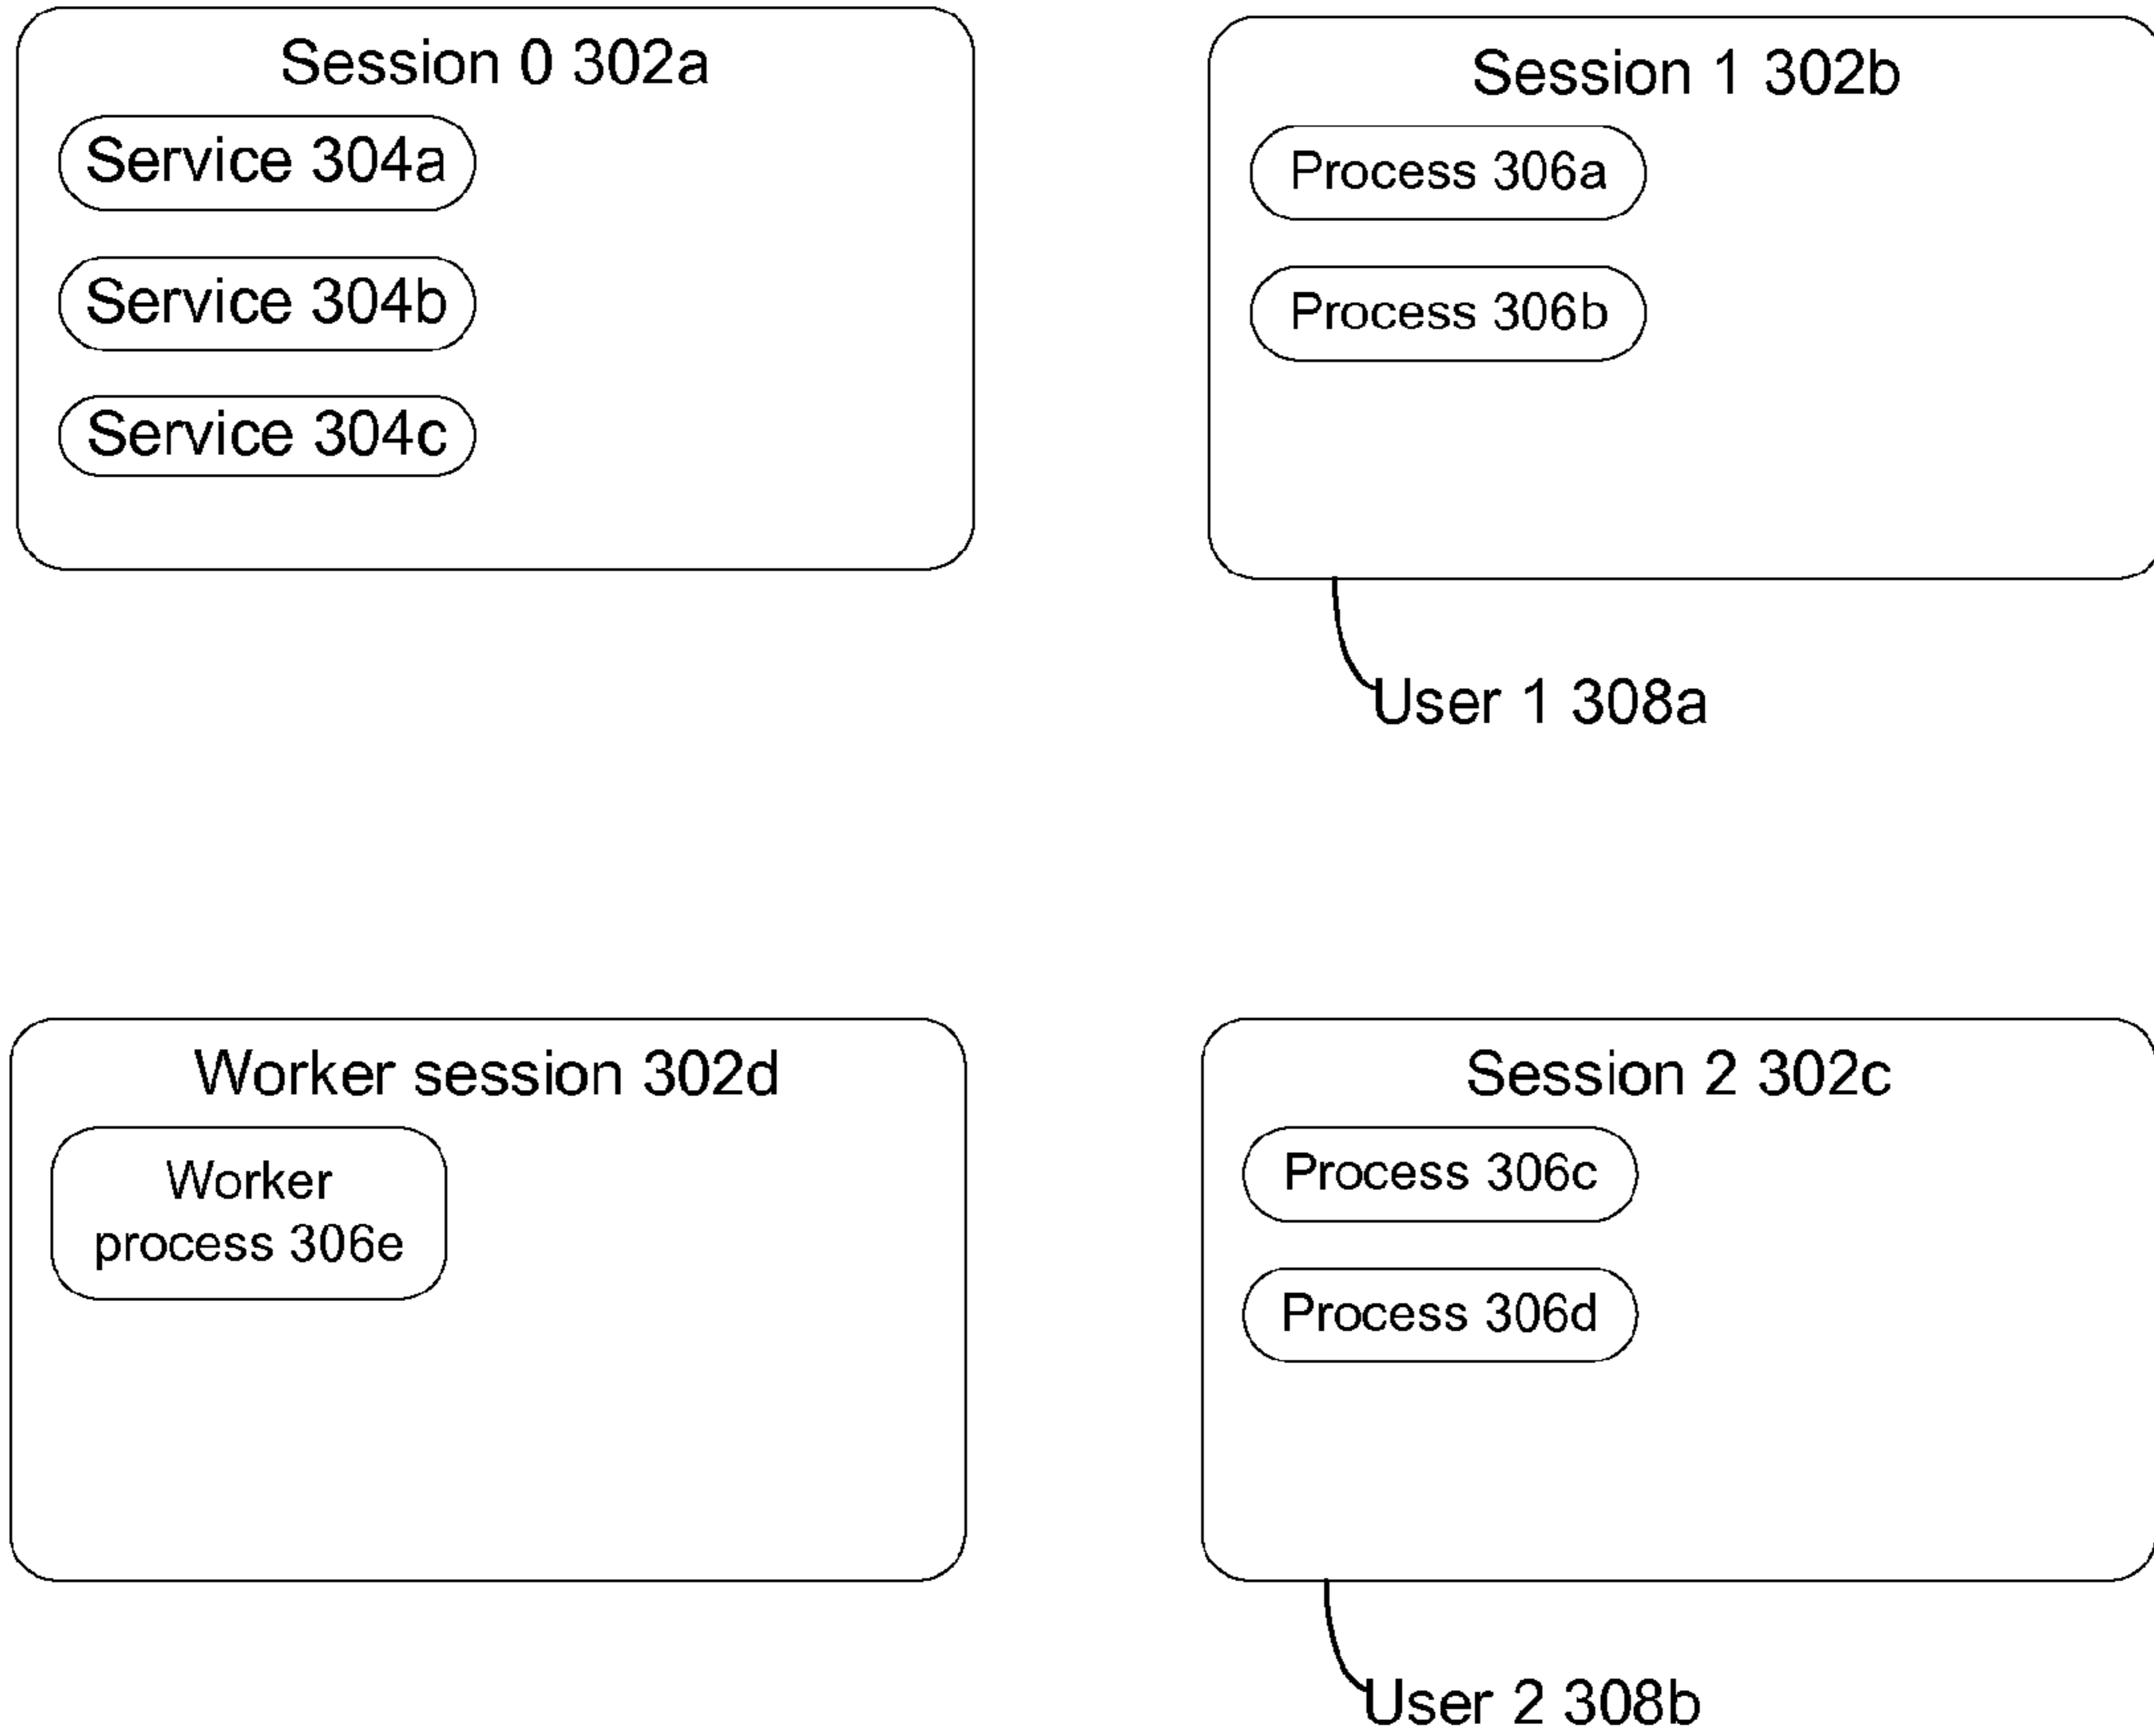 Session 0 302a
Service 304a
Service 304b
Service 304c
Session 1 302b
Process 306a
Process 306b
User 1 308a
Worker session 302d
Worker
process 306e
Session 2 302c
Process 306c
Process 306d
User 2 308b